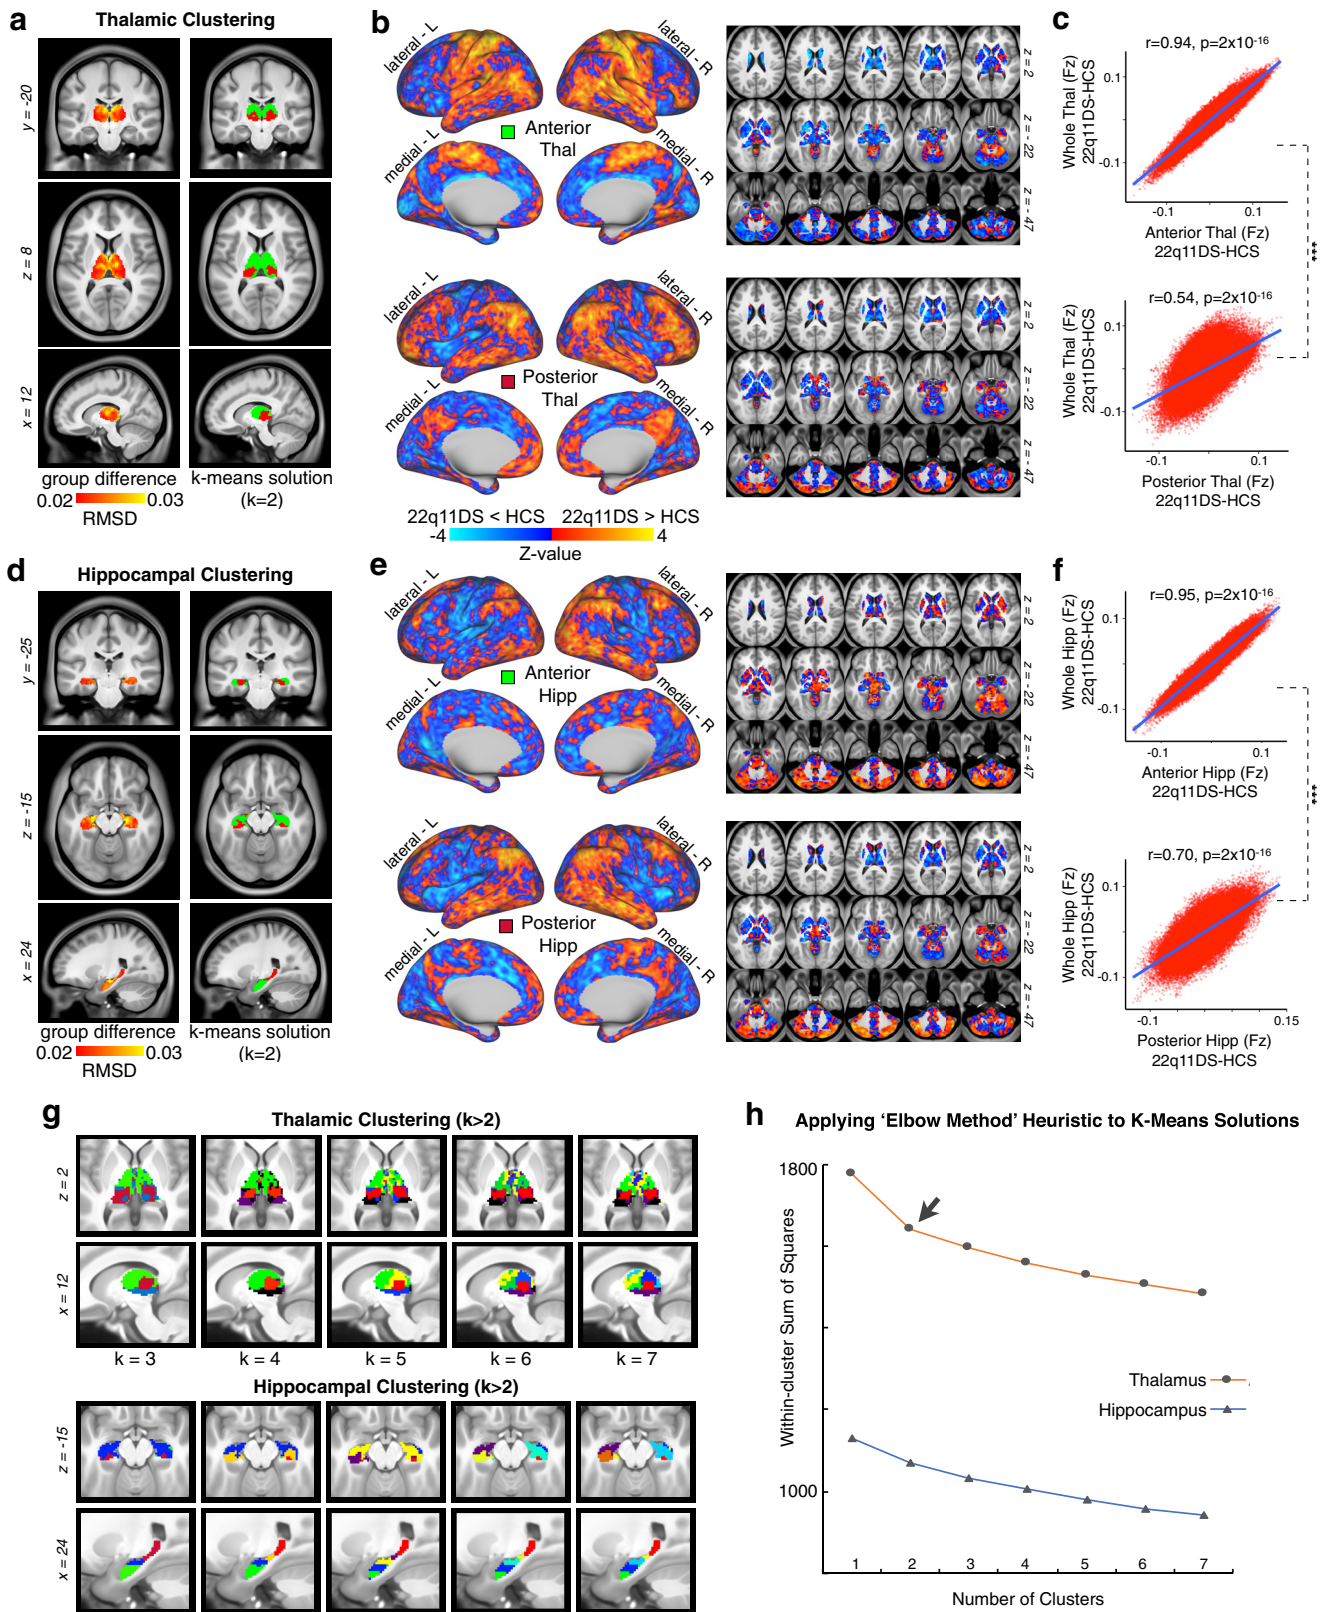 a
Thalamic Clustering
y = -20
z = 8
x = 12
group difference
0.02 0.03
RMSD
k-means solution
(k=2)
b
lateral - L
lateral - R
Anterior
Thal
medial - L
medial - R
z = 2
z = - 22
z = - 47
lateral - L
lateral - R
Posterior
Thal
medial - L
medial - R
z = 2
z = - 22
z = - 47
22q11DS < HCS 22q11DS > HCS
-4 4
Z-value
c
r=0.94, p=2x10-16
Whole Thal (Fz)
22q11DS-HCS
0.1
-0.1
-0.1 0.1
Anterior Thal (Fz)
22q11DS-HCS
***
r=0.54, p=2x10-16
Whole Thal (Fz)
22q11DS-HCS
0.1
-0.1
-0.1 0.1
Posterior Thal (Fz)
22q11DS-HCS
d
Hippocampal Clustering
y = -25
z = -15
x = 24
group difference
0.02 0.03
RMSD
k-means solution
(k=2)
e
lateral - L
lateral - R
Anterior
Hipp
medial - L
medial - R
z = 2
z = - 22
z = - 47
lateral - L
lateral - R
Posterior
Hipp
medial - L
medial - R
z = 2
z = - 22
z = - 47
f
r=0.95, p=2x10-16
Whole Hipp (Fz)
22q11DS-HCS
0.1
-0.1
-0.1 0.1
Anterior Hipp (Fz)
22q11DS-HCS
***
r=0.70, p=2x10-16
Whole Hipp (Fz)
22q11DS-HCS
0.1
-0.1
-0.1 0.15
Posterior Hipp (Fz)
22q11DS-HCS
g
Thalamic Clustering (k>2)
z = 2
x = 12
k = 3 k = 4 k = 5 k = 6 k = 7
Hippocampal Clustering (k>2)
z = -15
x = 24
h
Applying ‘Elbow Method’ Heuristic to K-Means Solutions
Within-cluster Sum of Squares
1800
1000
Thalamus
Hippocampus
1 2 3 4 5 6 7
Number of Clusters